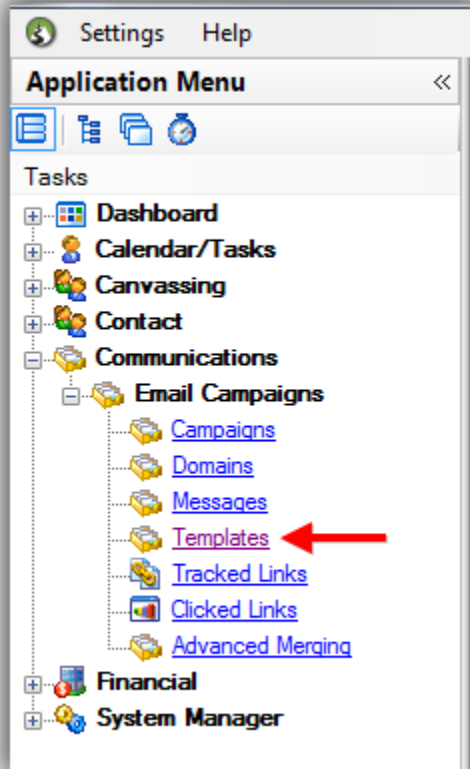 Settings Help
Application Menu «
Tasks
Dashboard
Calendar/Tasks
Canvassing
Contact
Communications
Email Campaigns
Campaigns
Domains
Messages
Templates
Tracked Links
Clicked Links
Advanced Merging
Financial
System Manager